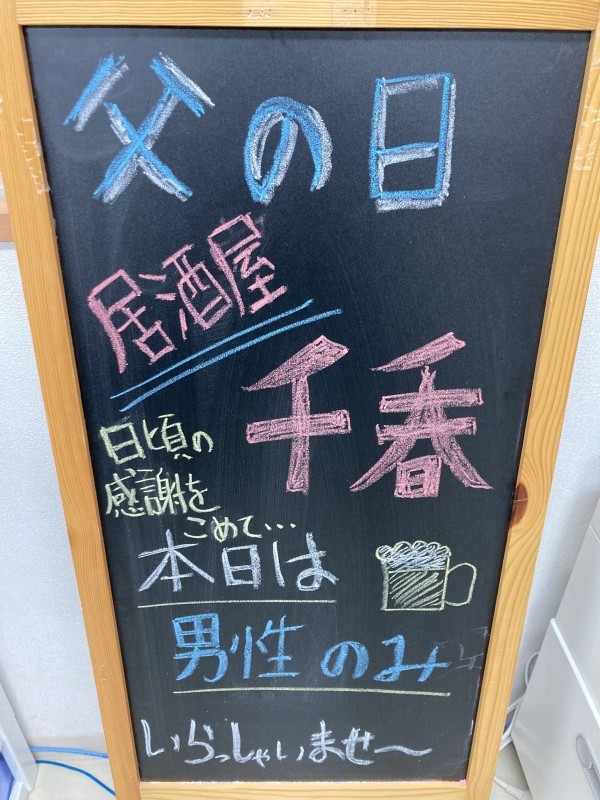 父の日
居酒屋
千春
日頃の
感謝を
こめて…
本日は
男性のみ
いらっしゃいませ〜